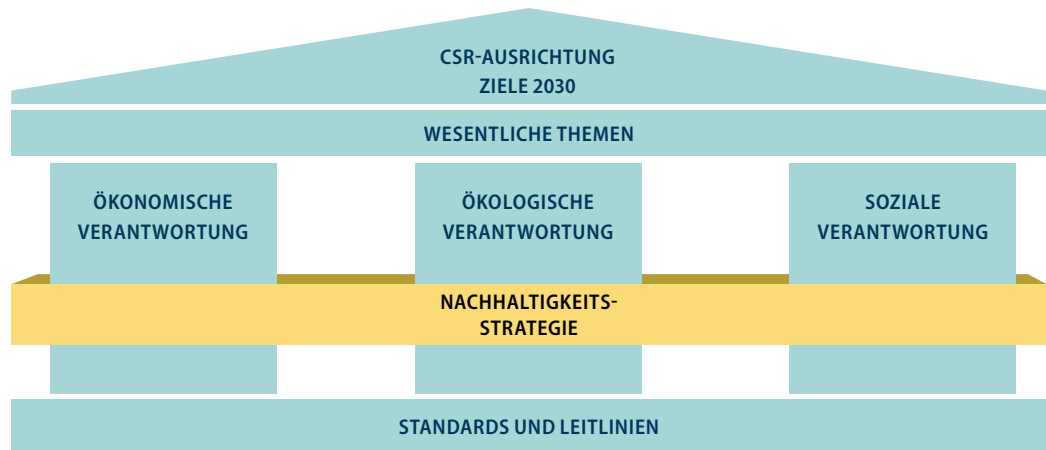 CSR-AUSRICHTUNG
ZIELE 2030
WESENTLICHE THEMEN
ÖKONOMISCHE
VERANTWORTUNG
ÖKOLOGISCHE
VERANTWORTUNG
SOZIALE
VERANTWORTUNG
NACHHALTIGKEITS-
STRATEGIE
STANDARDS UND LEITLINIEN